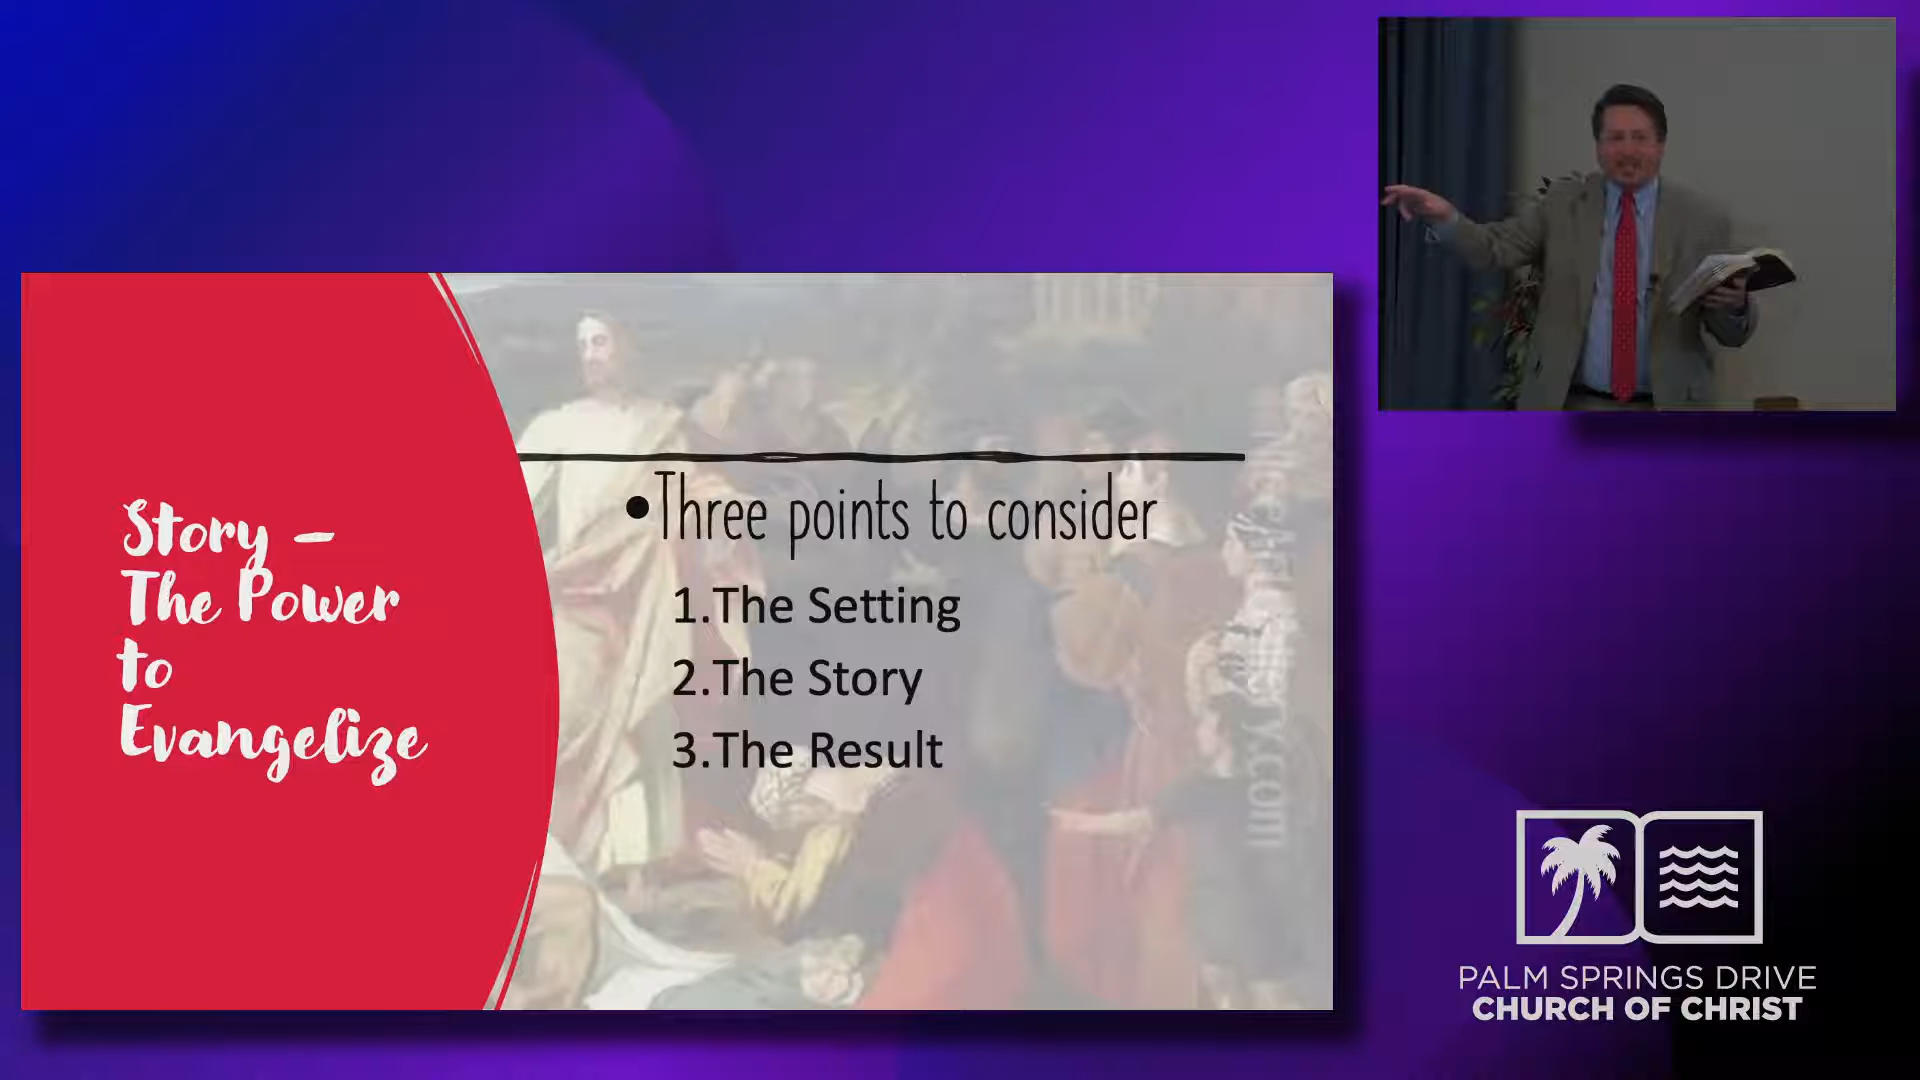 Story –
The Power
to
Evangelize
•Three points to consider
1.The Setting
2.The Story
3.The Result
PALM SPRINGS DRIVE
CHURCH OF CHRIST